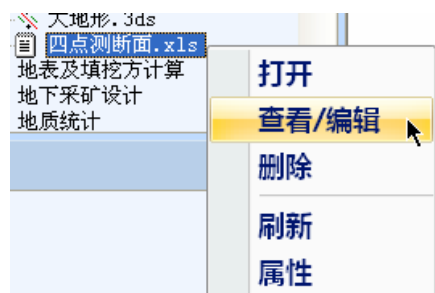 大地形.3ds
四点测断面.xls
地表及填挖方计算
地下采矿设计
地质统计
打开
查看/编辑
删除
刷新
属性